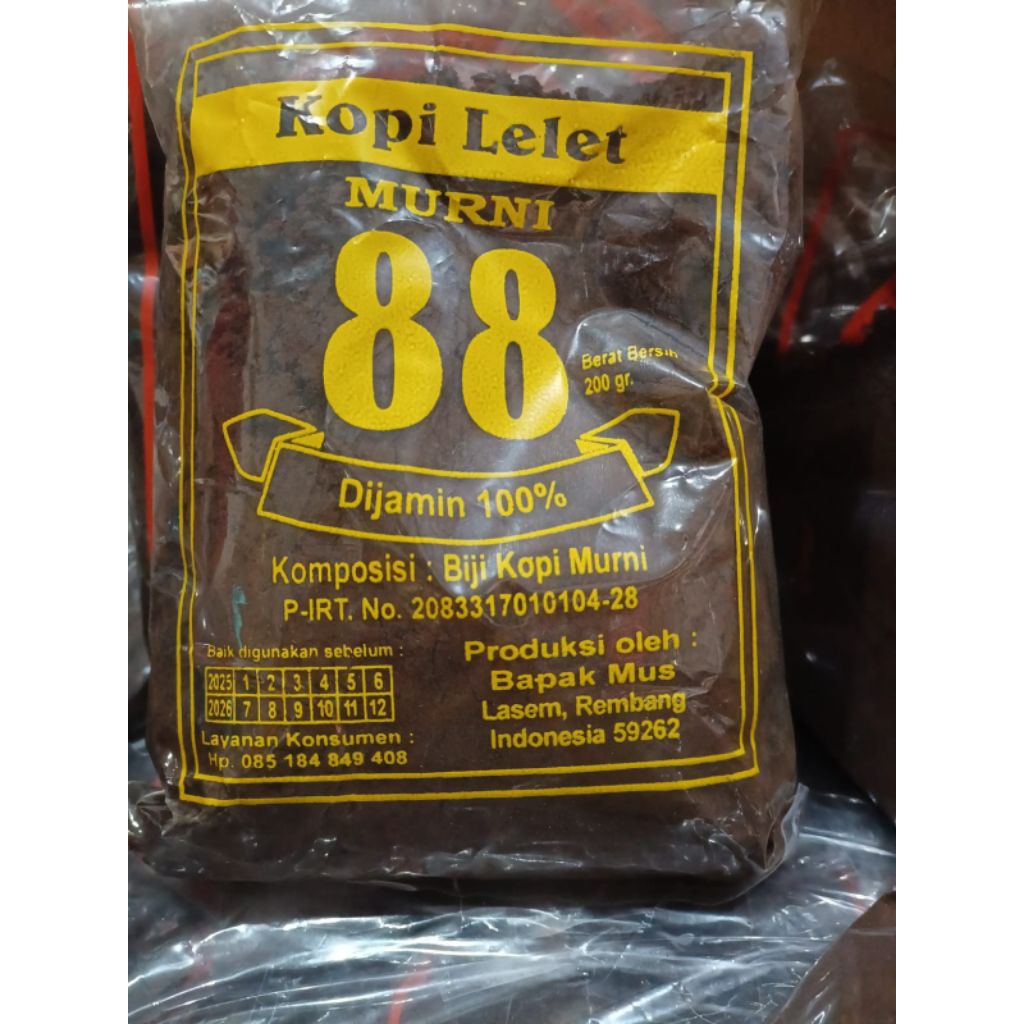 Kopi Lelet
MURNI
88
Berat Bersih
200 gr.
Dijamin 100%
Komposisi : Biji Kopi Murni
P-IRT. No. 2083317010104-28
Baik digunakan sebelum :
2025 1 2 3 4 5 6
2026 7 8 9 10 11 12
Layanan Konsumen :
Hp. 085 184 849 408
Produksi oleh :
Bapak Mus
Lasem, Rembang
Indonesia 59262